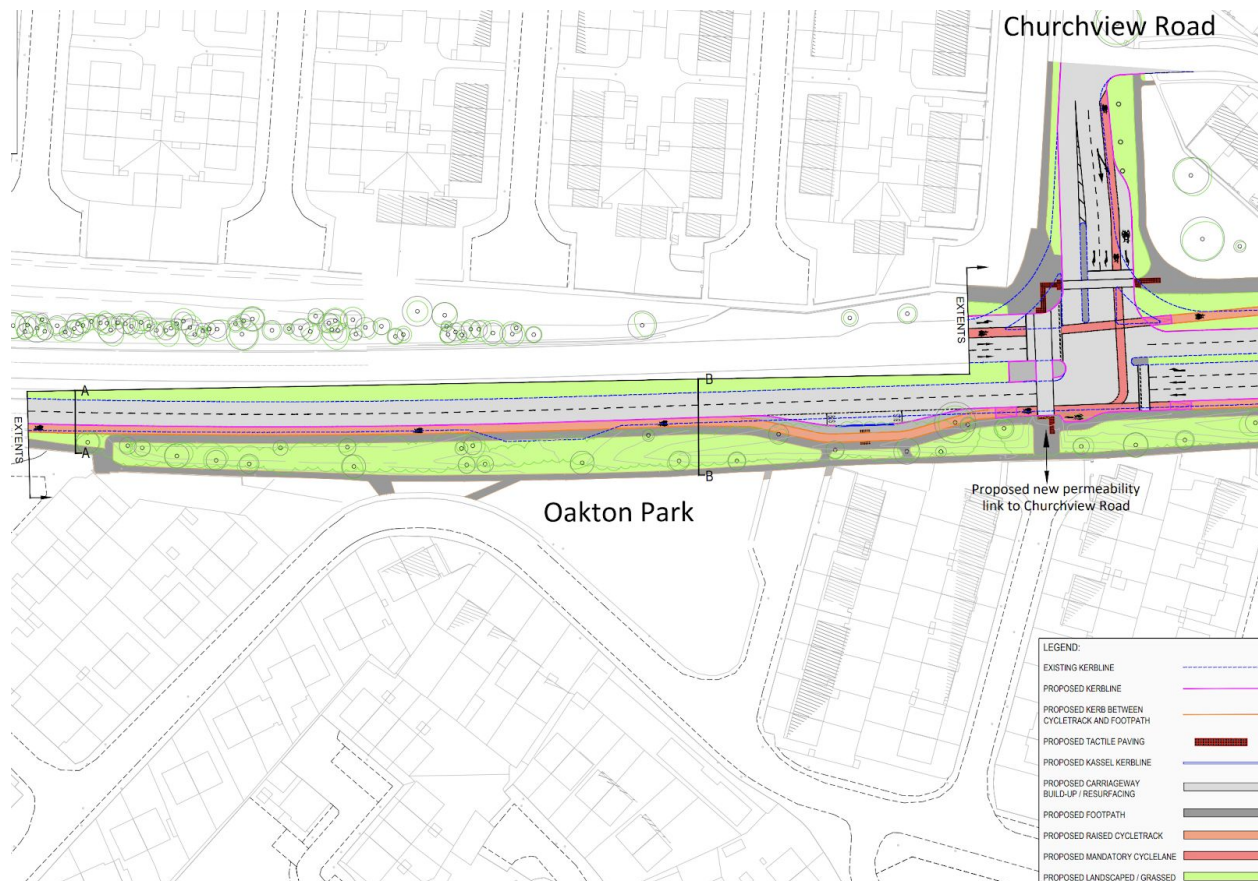 Churchview Road
EXTENTS
A
B
EXTENTS
A
B
Oakton Park
Proposed new permeability
link to Churchview Road
LEGEND:
EXISTING KERBLINE
PROPOSED KERBLINE
PROPOSED KERB BETWEEN
CYCLETRACK AND FOOTPATH
PROPOSED TACTILE PAVING
PROPOSED KASSEL KERBLINE
PROPOSED CARRIAGEWAY
BUILD-UP / RESURFACING
PROPOSED FOOTPATH
PROPOSED RAISED CYCLETRACK
PROPOSED MANDATORY CYCLELANE
PROPOSED LANDSCAPED / GRASSED